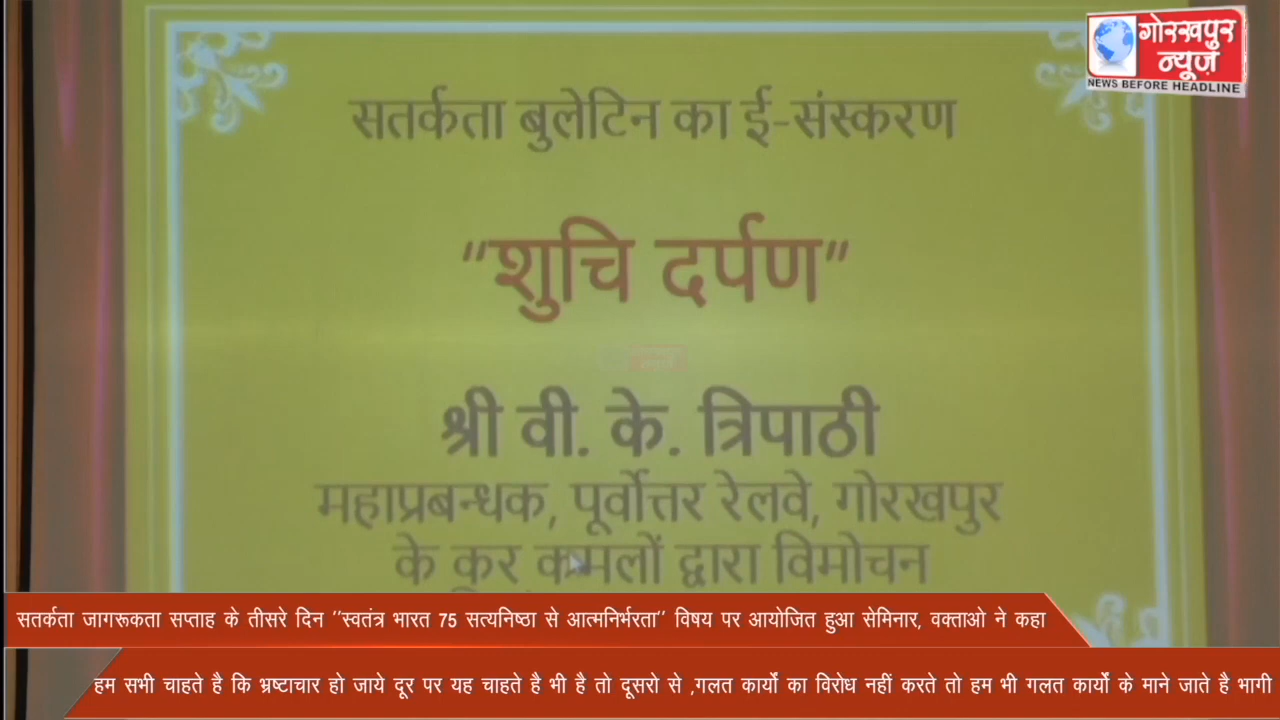 गोरखपुर
न्यूज़
NEWS BEFORE HEADLINE
सतर्कता बुलेटिन का ई-संस्करण
"शुचि दर्पण"
श्री वी. के. त्रिपाठी
महाप्रबन्धक, पूर्वोत्तर रेलवे, गोरखपुर
के कर कमलों द्वारा विमोचन
सतर्कता जागरूकता सप्ताह के तीसरे दिन ''स्वतंत्र भारत 75 सत्यनिष्ठा से आत्मनिर्भरता'' विषय पर आयोजित हुआ सेमिनार, वक्ताओ ने कहा
हम सभी चाहते है कि भ्रष्टाचार हो जाये दूर पर यह चाहते है भी है तो दूसरो से ,गलत कार्यों का विरोध नहीं करते तो हम भी गलत कार्यों के माने जाते है भागी